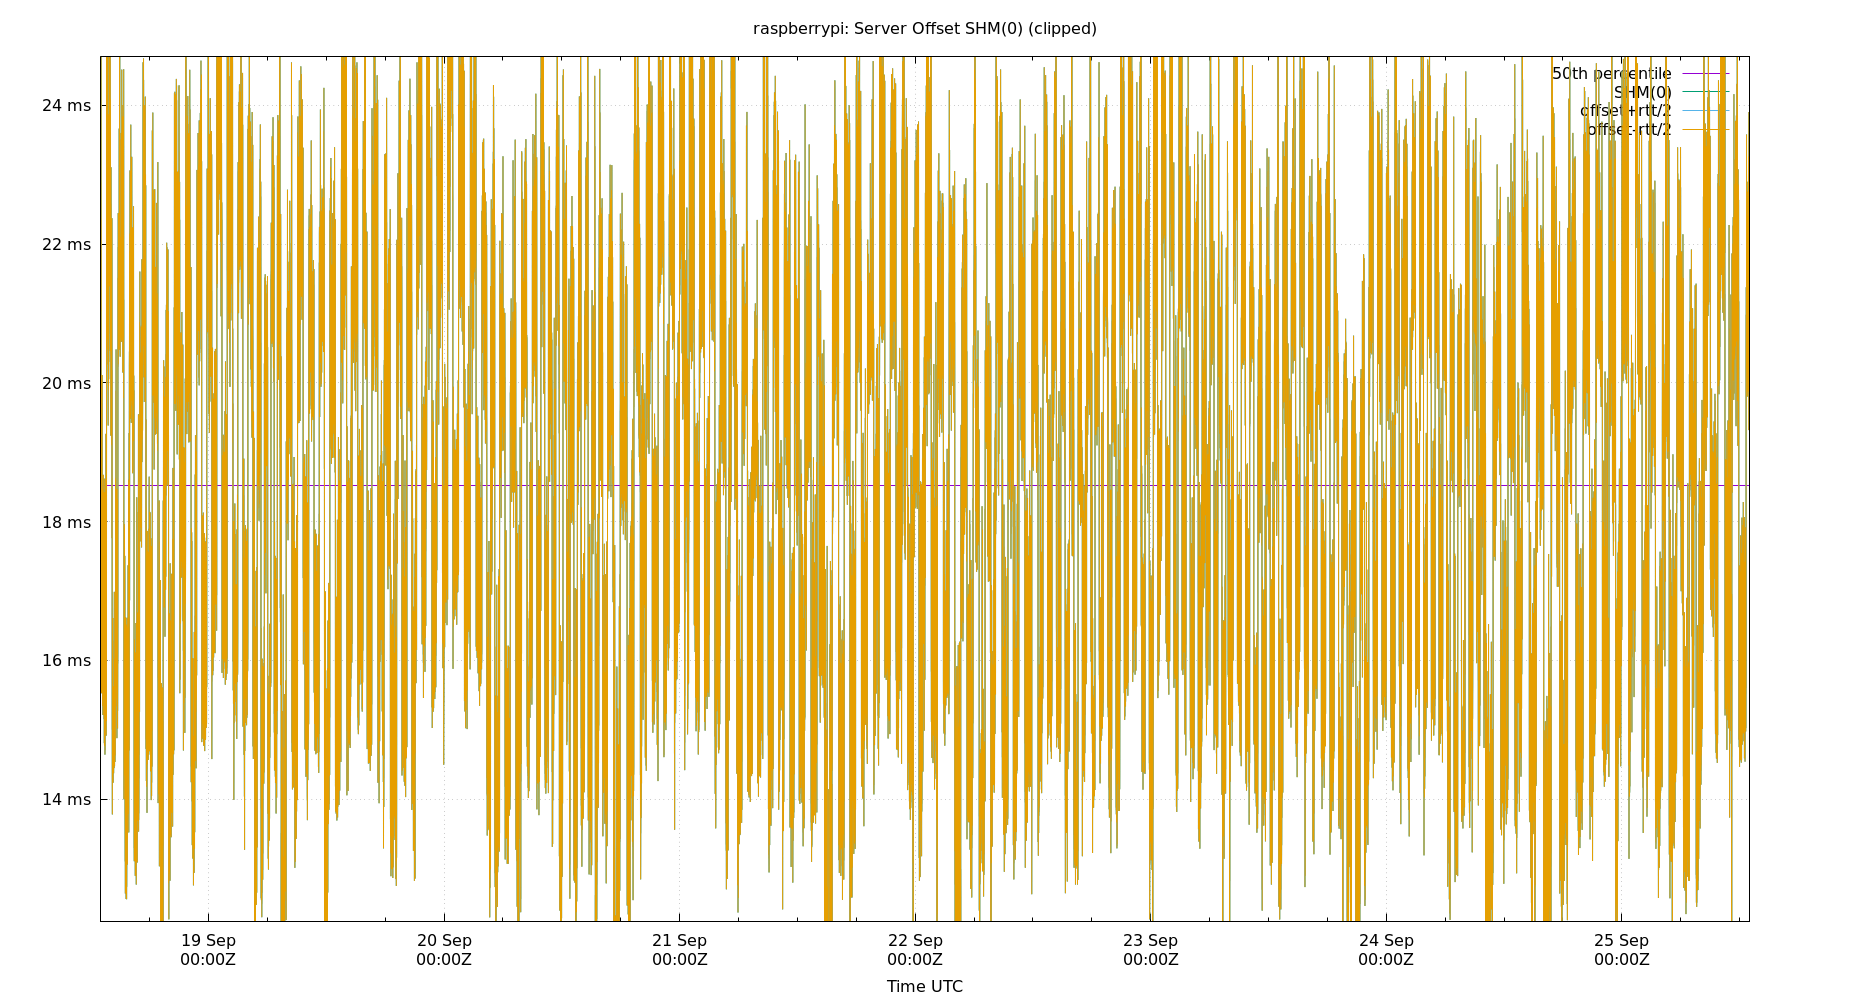 raspberrypi: Server Offset SHM(0) (clipped)
50th percentile
SHM(0)
offset+rtt/2
offset-rtt/2
24 ms
22 ms
20 ms
18 ms
16 ms
14 ms
19 Sep 20 Sep 21 Sep 22 Sep 23 Sep 24 Sep 25 Sep
00:00Z 00:00Z 00:00Z 00:00Z 00:00Z 00:00Z 00:00Z
Time UTC